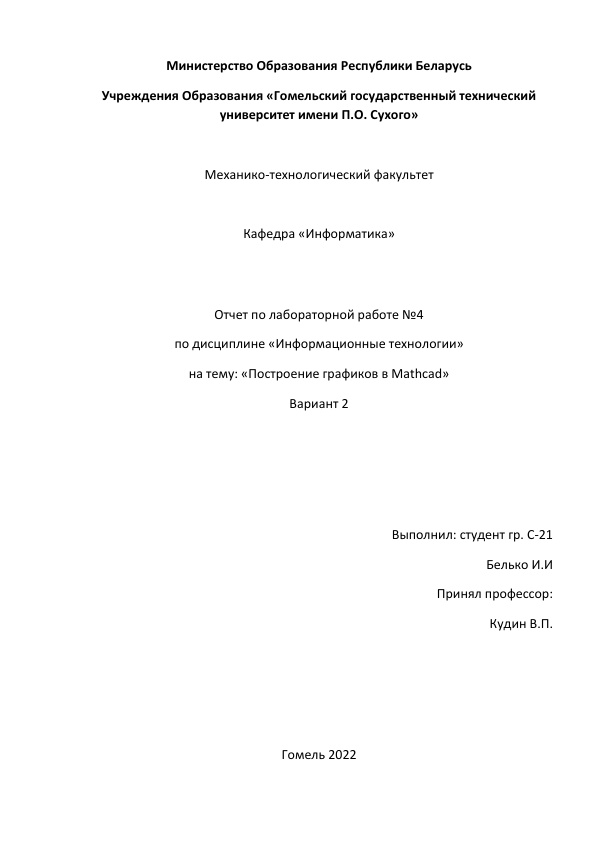 Министерство Образования Республики Беларусь
Учреждения Образования «Гомельский государственный технический
университет имени П.О. Сухого»
Механико-технологический факультет
Кафедра «Информатика»
Отчет по лабораторной работе №4
по дисциплине «Информационные технологии»
на тему: «Построение графиков в Mathcad»
Вариант 2
Выполнил: студент гр. С-21
Белько И.И
Принял профессор:
Кудин В.П.
Гомель 2022